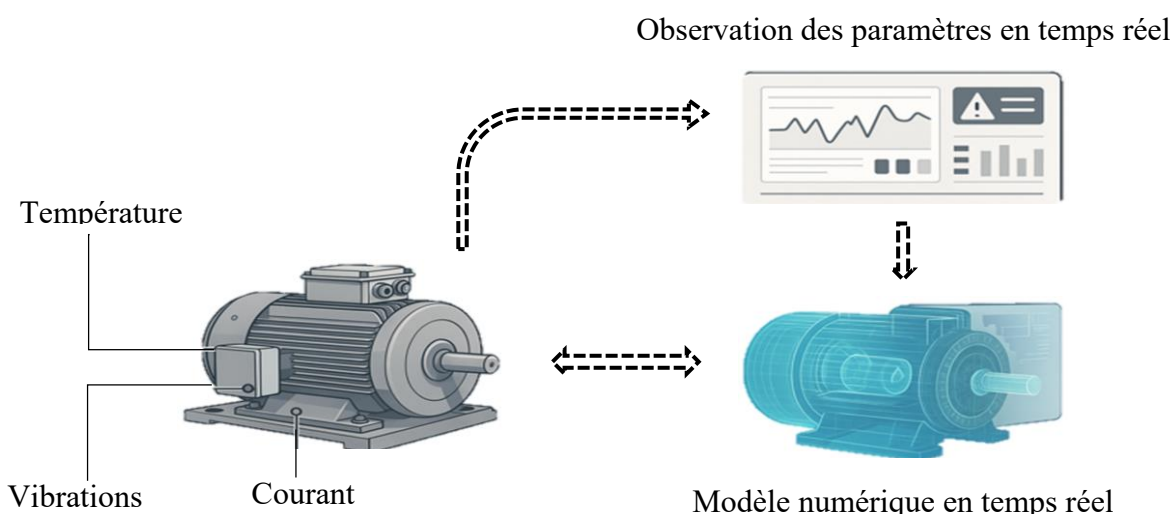 Observation des paramètres en temps réel
Température
Vibrations
Courant
Modèle numérique en temps réel